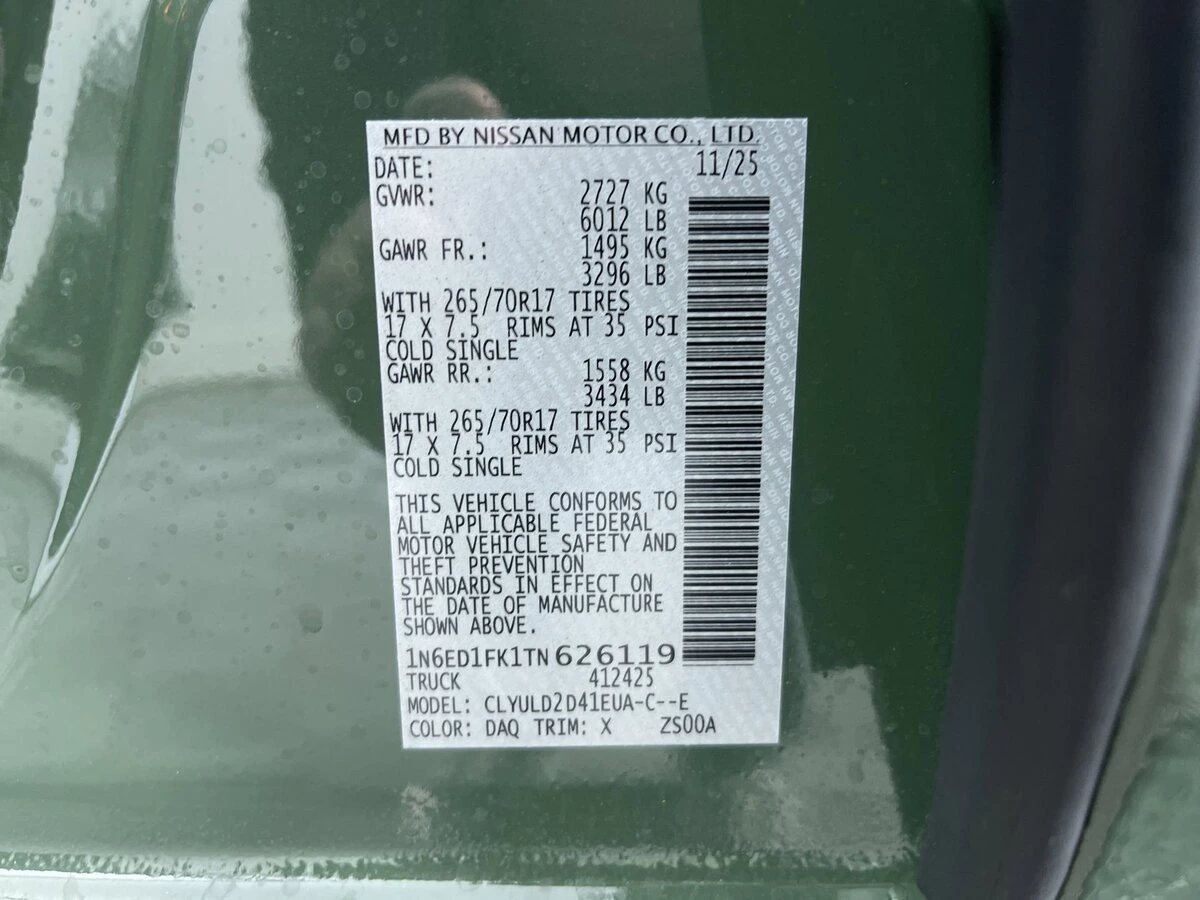 MFD BY NISSAN MOTOR CO., LTD.
DATE: 11/25
GVWR: 2727 KG
6012 LB
GAWR FR.: 1495 KG
3296 LB
WITH 265/70R17 TIRES
17 X 7.5 RIMS AT 35 PSI
COLD SINGLE
GAWR RR.: 1558 KG
3434 LB
WITH 265/70R17 TIRES
17 X 7.5 RIMS AT 35 PSI
COLD SINGLE
THIS VEHICLE CONFORMS TO
ALL APPLICABLE FEDERAL
MOTOR VEHICLE SAFETY AND
THEFT PREVENTION
STANDARDS IN EFFECT ON
THE DATE OF MANUFACTURE
SHOWN ABOVE.
1N6ED1FK1TN626119
TRUCK 412425
MODEL: CLYULD2D41EUA-C--E
COLOR: DAQ TRIM: X ZS00A